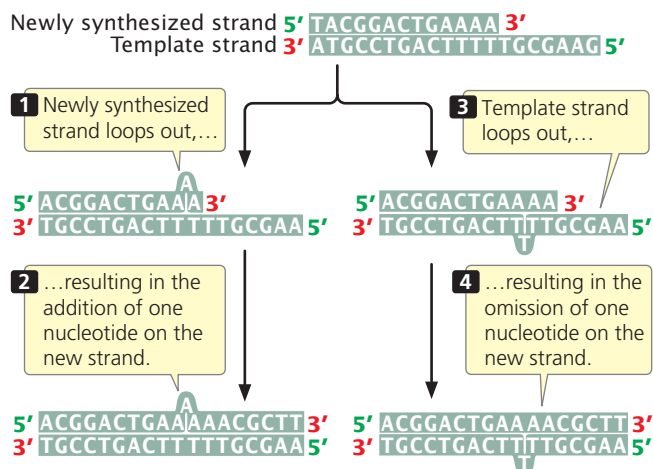 Newly synthesized strand 5′ TACGGACTGAAAA 3′
Template strand 3′ ATGCCTGACTTTTTGCGAAG 5′
1 Newly synthesized
strand loops out,…
A
5′ ACGGACTGAAA 3′
3′ TGCCTGACTTTTTGCGAA 5′
2 …resulting in the
addition of one
nucleotide on the
new strand.
A
5′ ACGGACTGAAAAACGCTT 3′
3′ TGCCTGACTTTTTGCGAA 5′
3 Template strand
loops out,…
5′ ACGGACTGAAAA 3′
3′ TGCCTGACTTTTGCGAA 5′
T
4 …resulting in the
omission of one
nucleotide on the
new strand.
5′ ACGGACTGAAAACGCTT 3′
3′ TGCCTGACTTTTGCGAA 5′
T